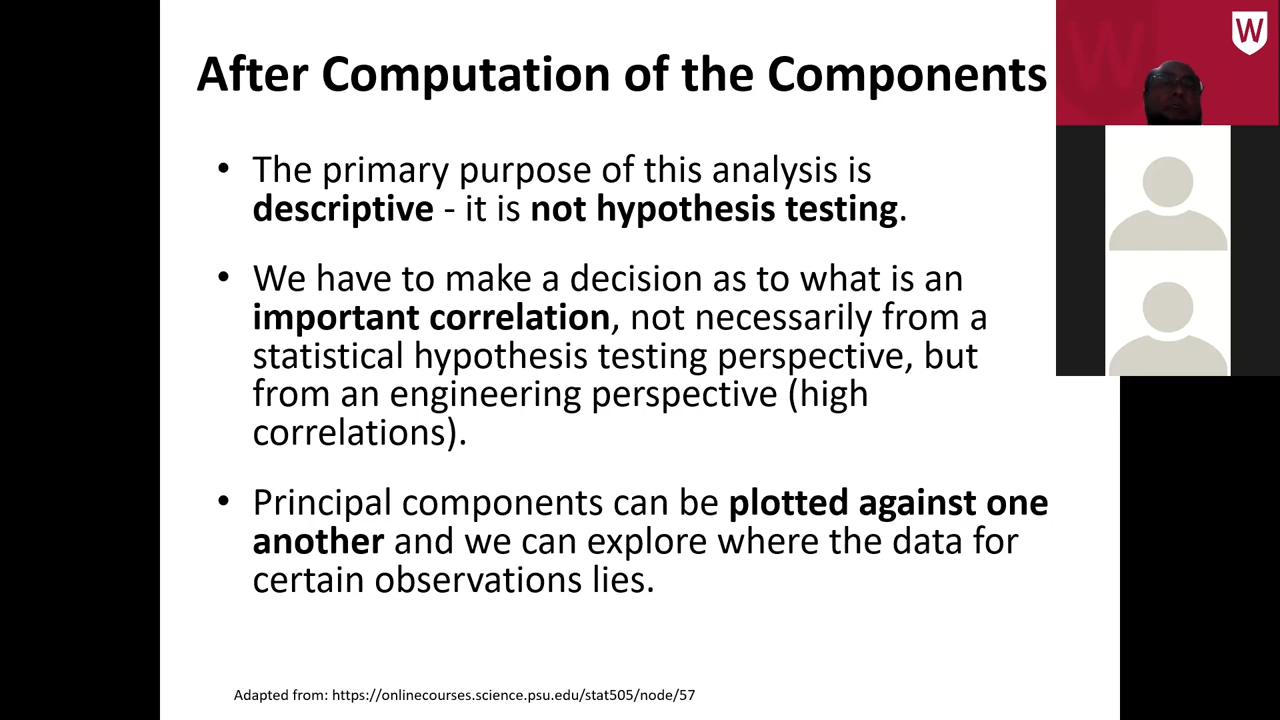 After Computation of the Components
W
W
• The primary purpose of this analysis is
descriptive - it is not hypothesis testing.
• We have to make a decision as to what is an
important correlation, not necessarily from a
statistical hypothesis testing perspective, but
from an engineering perspective (high
correlations).
• Principal components can be plotted against one
another and we can explore where the data for
certain observations lies.
Adapted from: https://onlinecourses.science.psu.edu/stat505/node/57